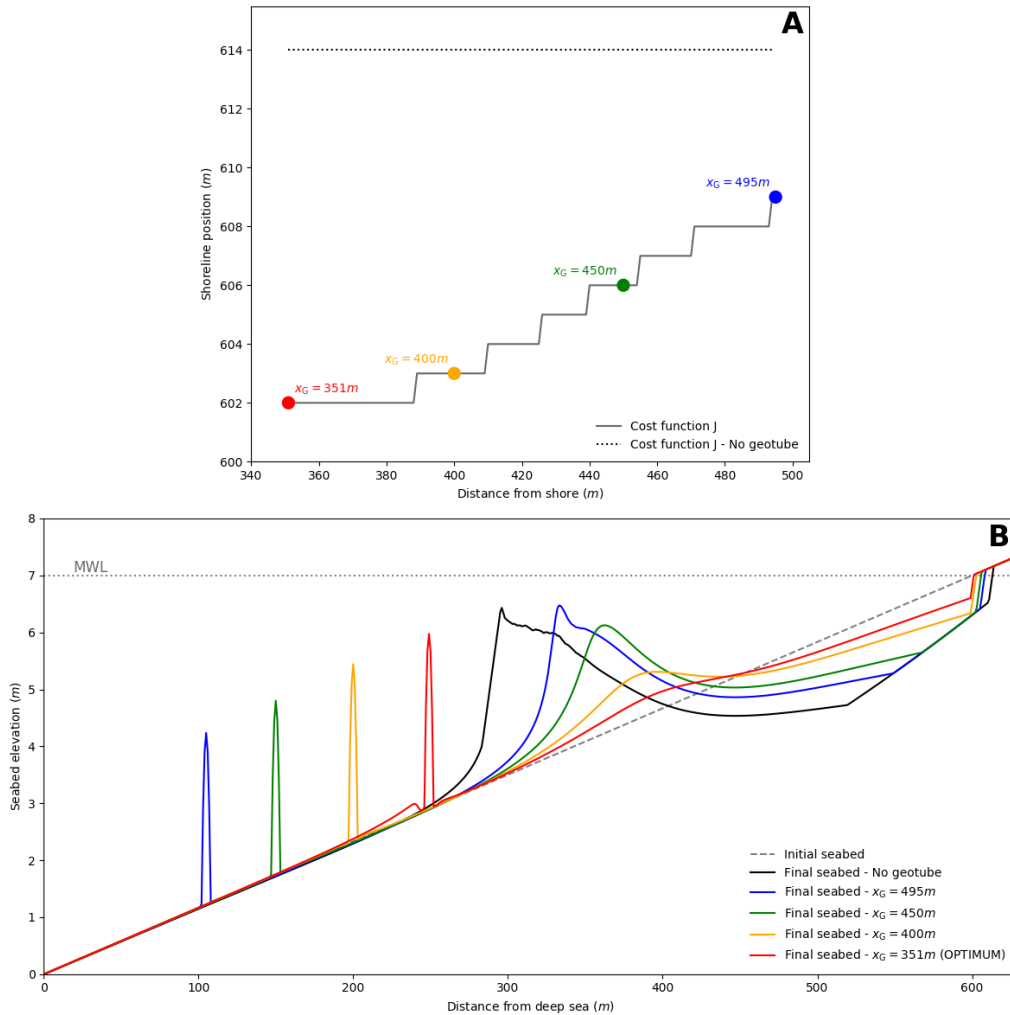 A
614
612
610
608
606
604
602
600
Shoreline position (m)
x_G = 495m
x_G = 450m
x_G = 400m
x_G = 351m
Cost function J
Cost function J - No geotube
340 360 380 400 420 440 460 480 500
Distance from shore (m)
B
8
7
6
5
4
3
2
1
0
Seabed elevation (m)
MWL
Initial seabed
Final seabed - No geotube
Final seabed - x_G = 495m
Final seabed - x_G = 450m
Final seabed - x_G = 400m
Final seabed - x_G = 351m (OPTIMUM)
0 100 200 300 400 500 600
Distance from deep sea (m)